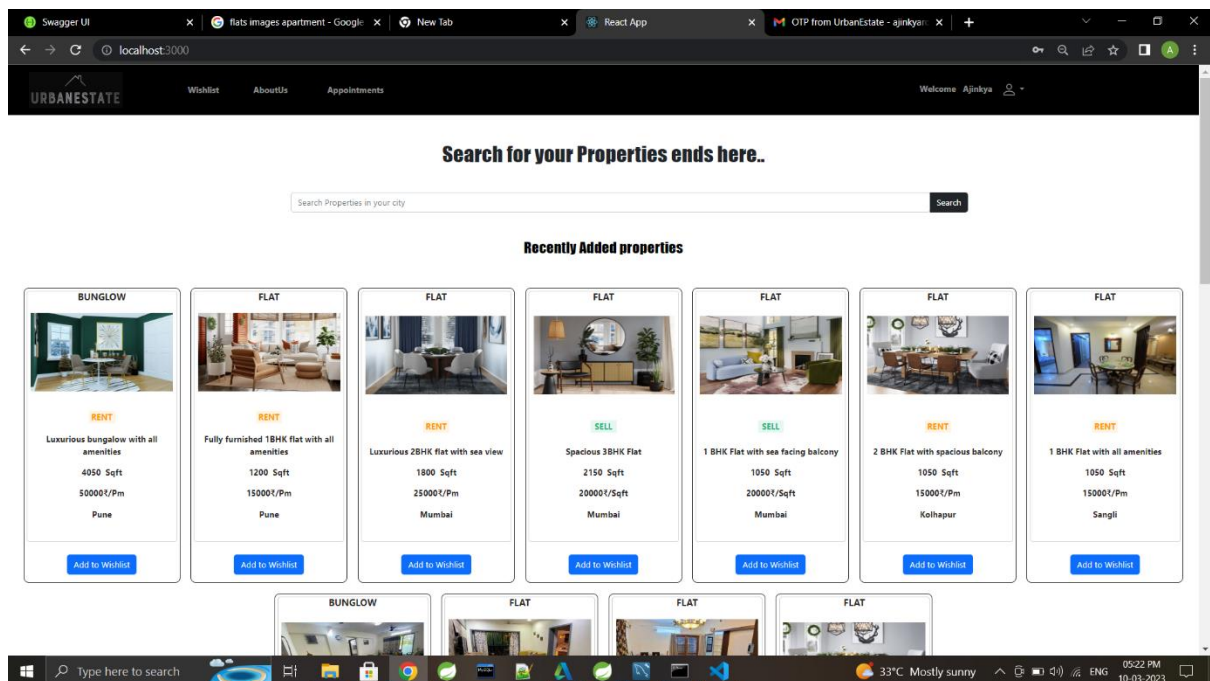 Swagger UI
flats images apartment - Google
New Tab
React App
OTP from UrbanEstate - ajinkyar
localhost:3000
A
URBANESTATE
Wishlist AboutUs Appointments
Welcome Ajinkya
Search for your Properties ends here..
Search Properties in your city
Search
Recently Added properties
BUNGLOW
RENT
Luxurious bungalow with all
amenities
4050 Sqft
50000₹/Pm
Pune
Add to Wishlist
FLAT
RENT
Fully furnished 1BHK flat with all
amenities
1200 Sqft
15000₹/Pm
Pune
Add to Wishlist
FLAT
RENT
Luxurious 2BHK flat with sea view
1800 Sqft
25000₹/Pm
Mumbai
Add to Wishlist
FLAT
SELL
Spacious 3BHK Flat
2150 Sqft
20000₹/Sqft
Mumbai
Add to Wishlist
FLAT
SELL
1 BHK Flat with sea facing balcony
1050 Sqft
20000₹/Sqft
Mumbai
Add to Wishlist
FLAT
RENT
2 BHK Flat with spacious balcony
1050 Sqft
15000₹/Pm
Kolhapur
Add to Wishlist
FLAT
RENT
1 BHK Flat with all amenities
1050 Sqft
15000₹/Pm
Sangli
Add to Wishlist
BUNGLOW
FLAT
FLAT
FLAT
Type here to search
33°C Mostly sunny
ENG
05:22 PM
10-03-2023